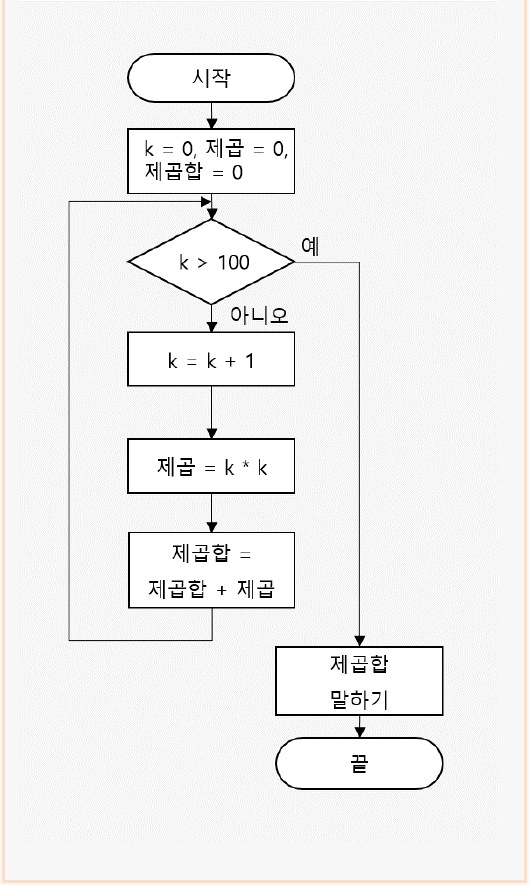 시작
k = 0, 제곱 = 0,
제곱합 = 0
k > 100
예
아니오
k = k + 1
제곱 = k * k
제곱합 =
제곱합 + 제곱
제곱합
말하기
끝